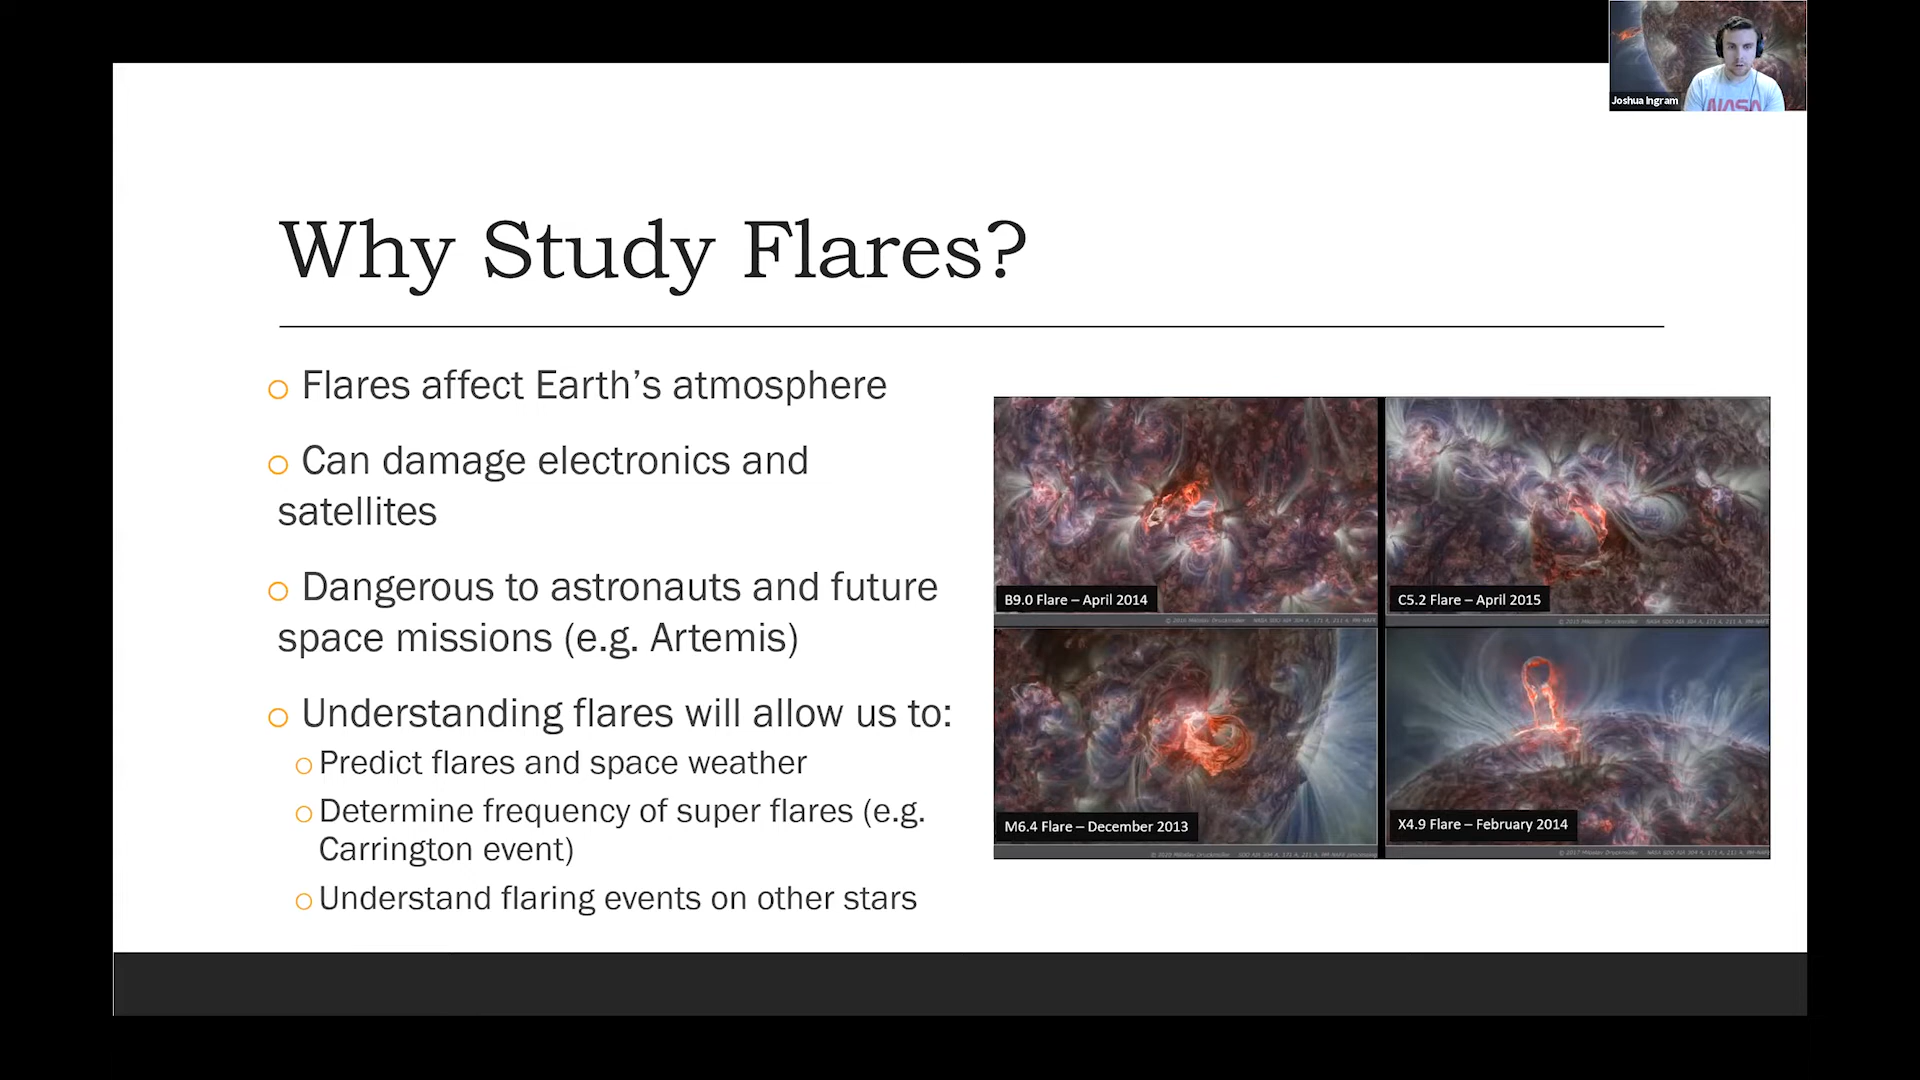 Joshua Ingram
NASA
Why Study Flares?
o Flares affect Earth's atmosphere
o Can damage electronics and
satellites
o Dangerous to astronauts and future
space missions (e.g. Artemis)
o Understanding flares will allow us to:
o Predict flares and space weather
o Determine frequency of super flares (e.g.
Carrington event)
o Understand flaring events on other stars
B9.0 Flare – April 2014
C5.2 Flare – April 2015
M6.4 Flare – December 2013
X4.9 Flare – February 2014